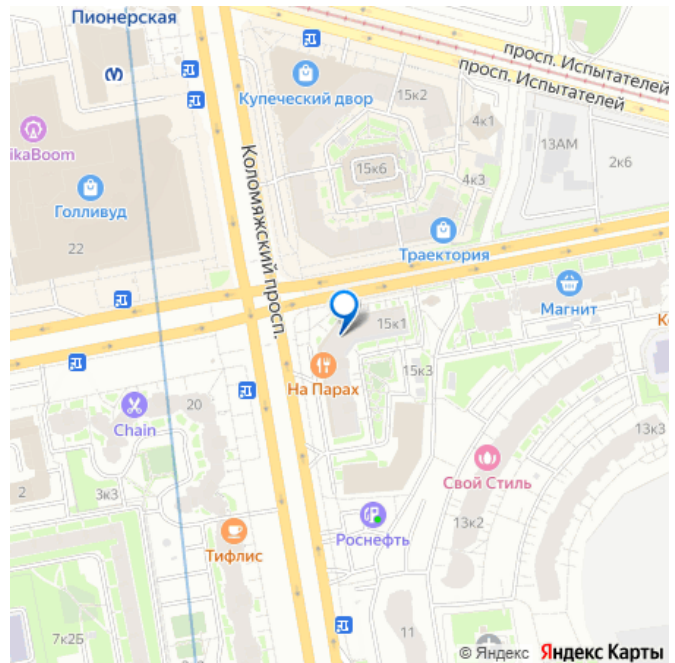 Пионерская
просп. Испытателей
просп. Испытателей
Купеческий двор
15к2
4к1
13АМ
2к6
ikaBoom
15к6
4к3
Голливуд
22
Коломяжский просп.
Траектория
Магнит
15к1
На Парах
15к3
20
Chain
13к3
Свой Стиль
2
3к3
13к2
Роснефть
Тифлис
7к25
11
© Яндекс Яндекс Карты